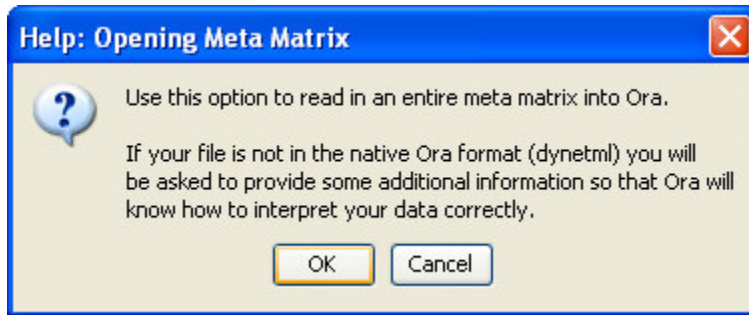 Help: Opening Meta Matrix
Use this option to read in an entire meta matrix into Ora.
If your file is not in the native Ora format (dynetml) you will
be asked to provide some additional information so that Ora will
know how to interpret your data correctly.
OK Cancel